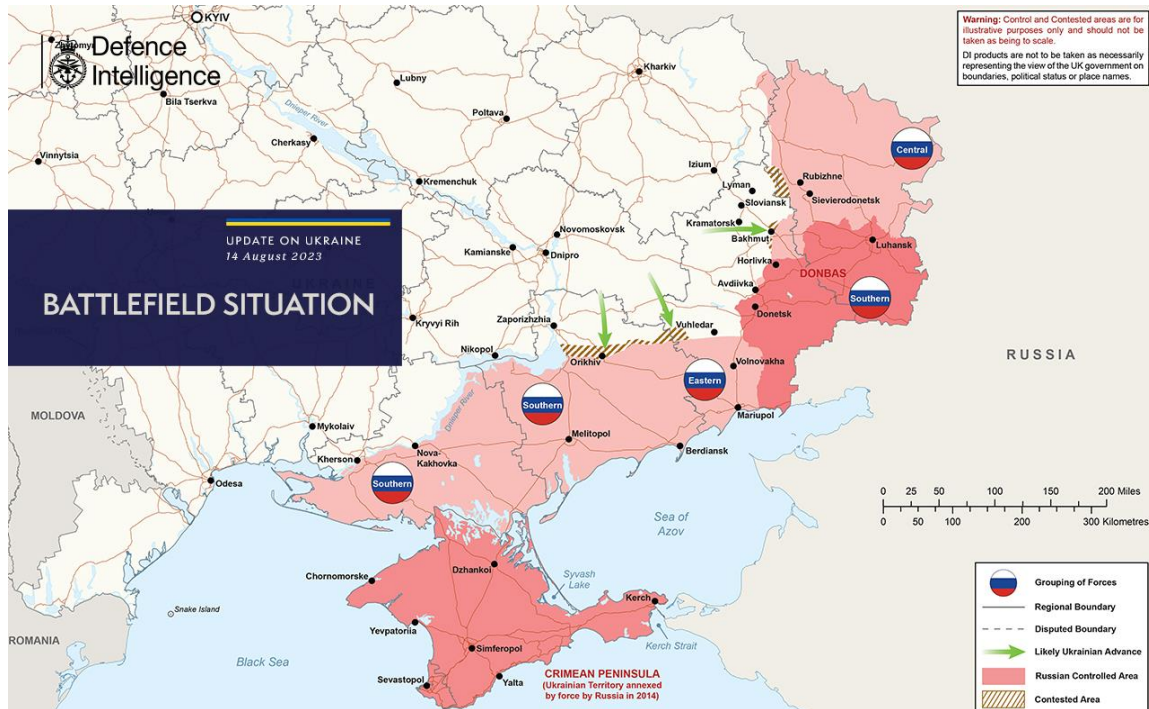 KYIV
Zhytomyr
Defence
Intelligence
Warning: Control and Contested areas are for
illustrative purposes only and should not be
taken as being to scale.
DI products are not to be taken as necessarily
representing the view of the UK government on
boundaries, political status or place names.
Bila Tserkva
Lubny
Kharkiv
Dnieper River
Poltava
Cherkasy
Vinnytsia
Kremenchuk
Izium
Lyman
Sloviansk
Kramatorsk
Bakhmut
Rubizhne
Sievierodonetsk
Central
UPDATE ON UKRAINE
14 August 2023
BATTLEFIELD SITUATION
Novomoskovsk
Kamianske
Dnipro
Horlivka
Luhansk
DONBAS
Southern
Avdiivka
Donetsk
Kryvyi Rih
Zaporizhzhia
Vuhledar
Nikopol
Orikhiv
Volnovakha
RUSSIA
Eastern
Southern
Dnieper River
Mariupol
MOLDOVA
Mykolaiv
Melitopol
Berdiansk
Kherson
Nova-
Kakhovka
Southern
Odesa
Sea of
Azov
0 25 50 100 150 200 Miles
0 50 100 200 300 Kilometres
Dzhankoi
Chornomorske
Syvash
Lake
Snake Island
Kerch
Yevpatoriia
Kerch Strait
ROMANIA
Black Sea
Simferopol
Sevastopol
Yalta
CRIMEAN PENINSULA
(Ukrainian Territory annexed
by force by Russia in 2014)
Grouping of Forces
Regional Boundary
Disputed Boundary
Likely Ukrainian Advance
Russian Controlled Area
Contested Area